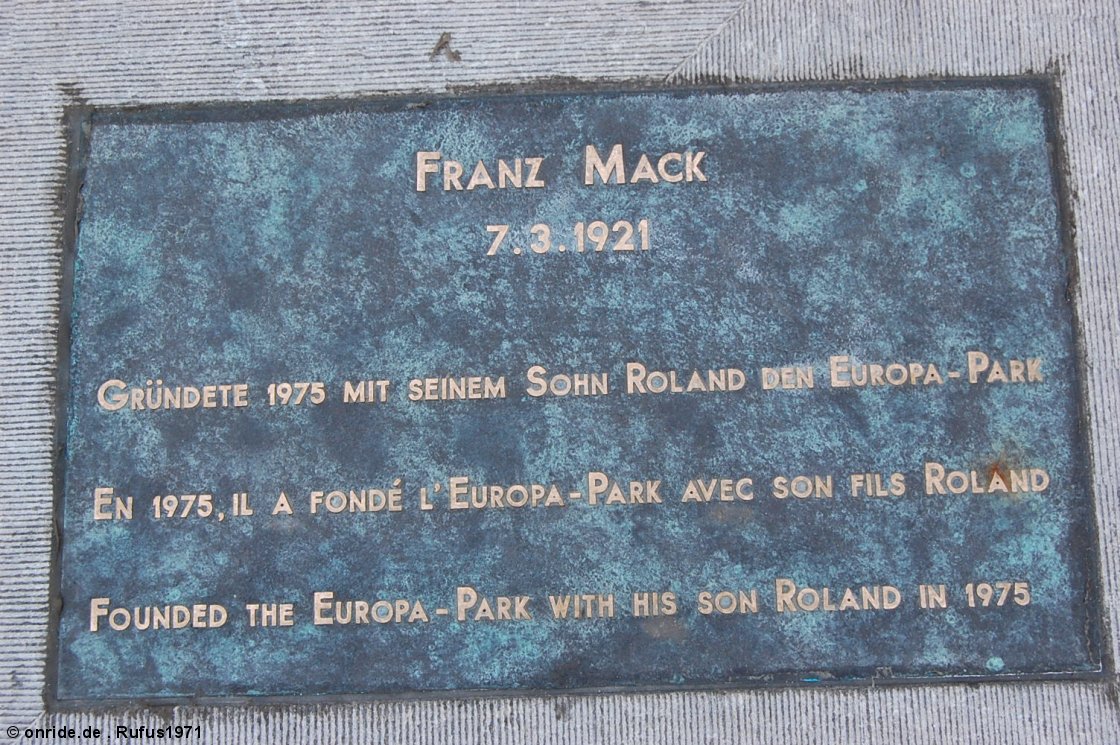 Franz Mack
7.3.1921
Gründete 1975 mit seinem Sohn Roland den Europa-Park
En 1975, il a fondé l'Europa-Park avec son fils Roland
Founded the Europa-Park with his son Roland in 1975
© onride.de , Rufus1971